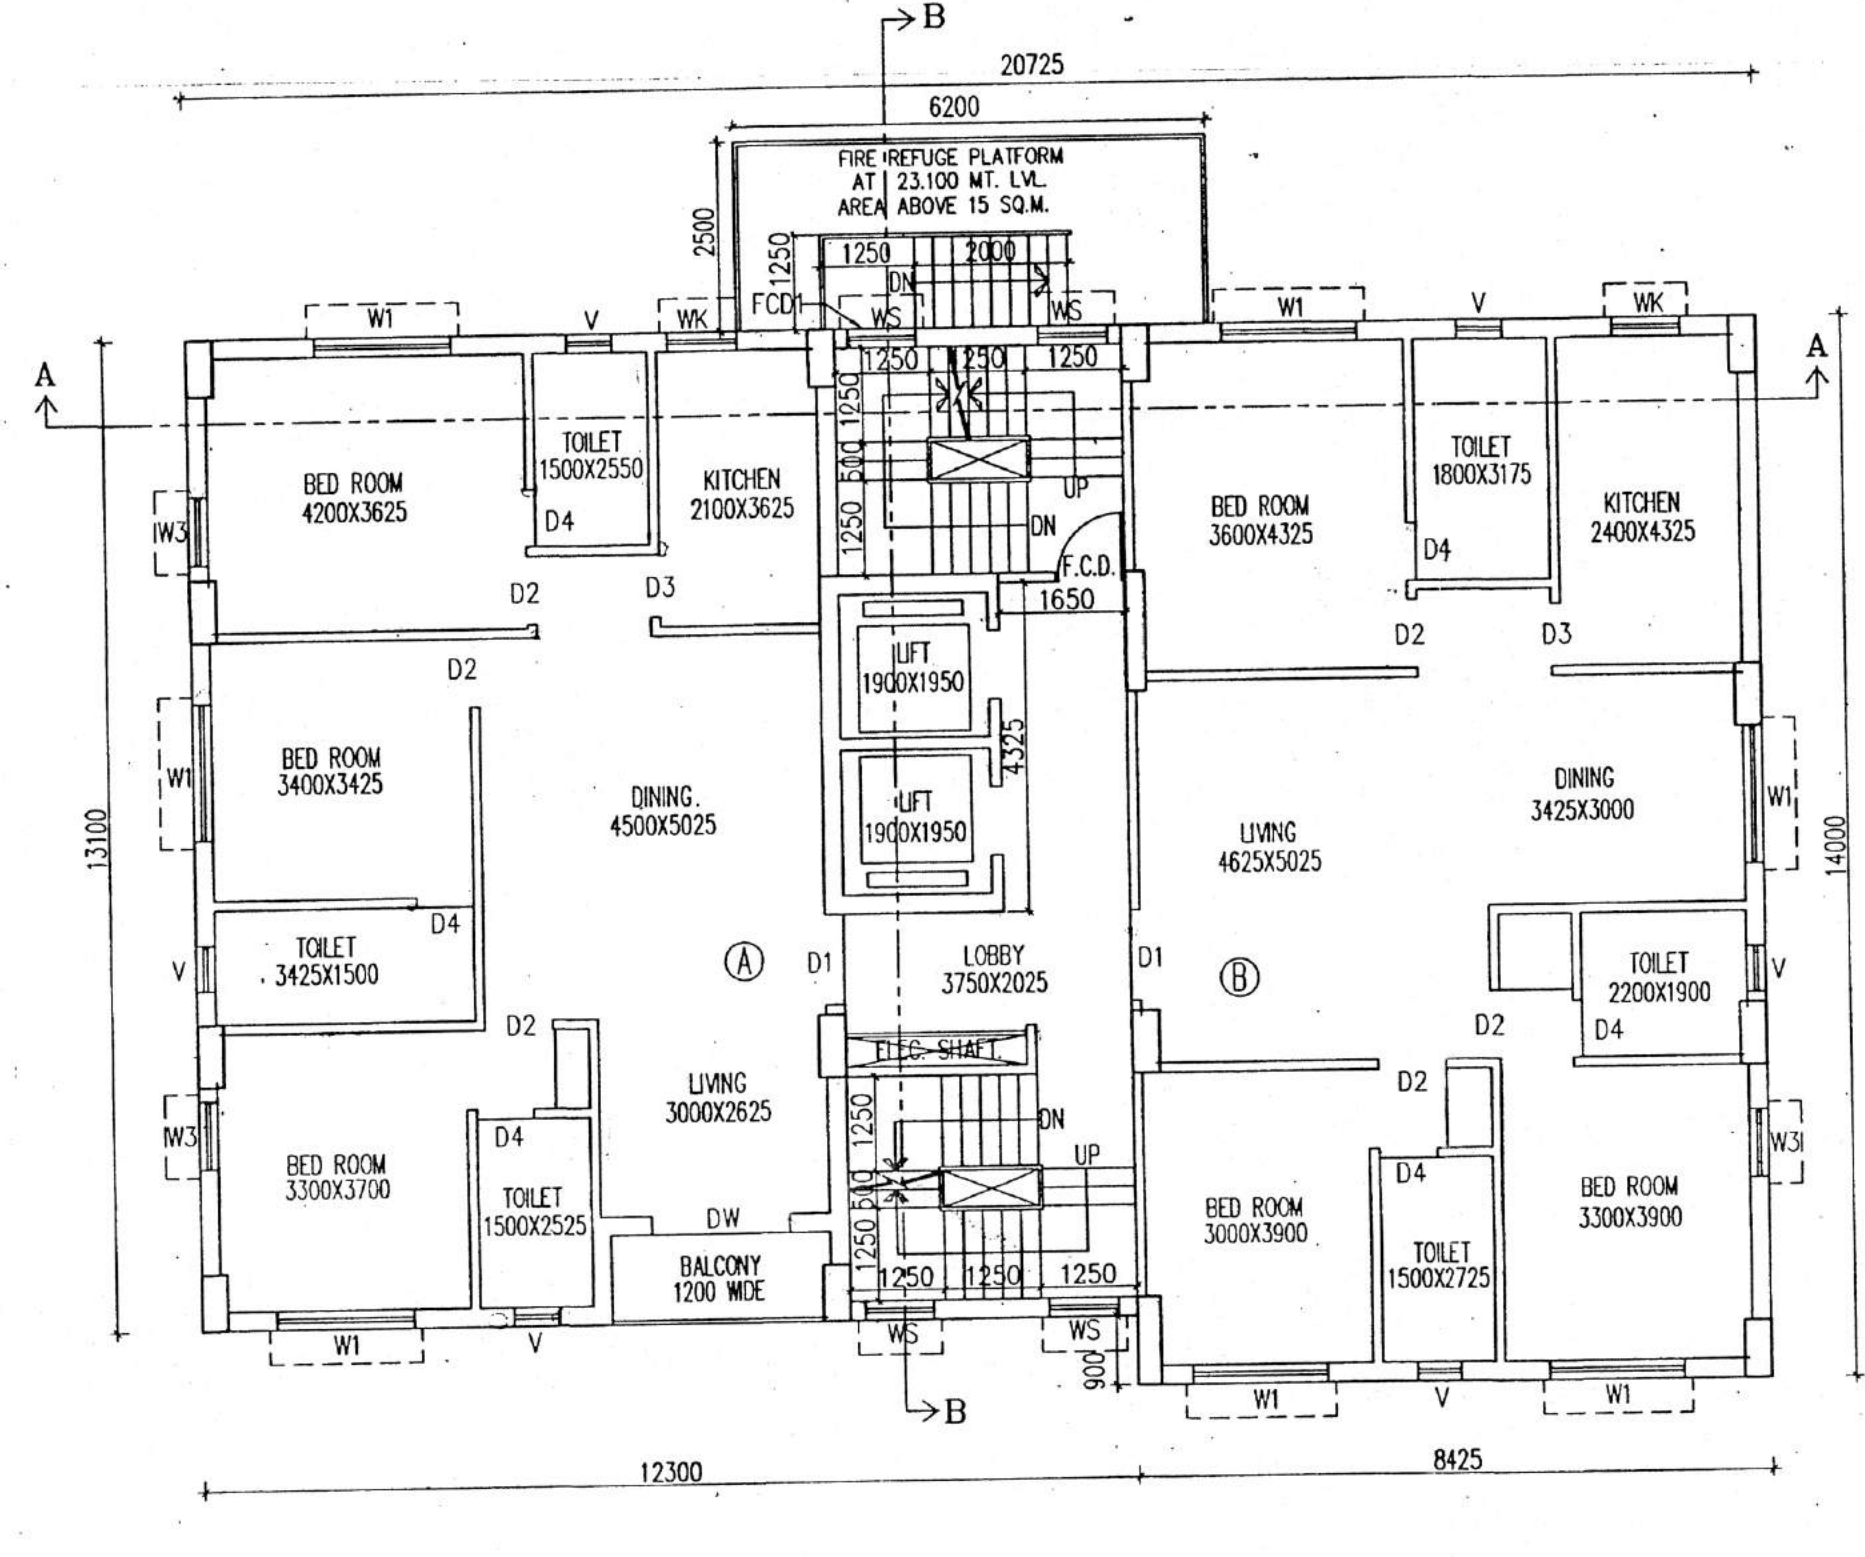 B
20725
6200
FIRE REFUGE PLATFORM
AT 23.100 MT. LVL.
AREA ABOVE 15 SQ.M.
2500
1250
1250
2000
DN
FCD1
W1
V
WK
WS
WS
W1
V
WK
A
A
1250
1250
1250
1250
500
1250
UP
DN
F.C.D.
1650
BED ROOM
4200X3625
TOILET
1500X2550
D4
KITCHEN
2100X3625
BED ROOM
3600X4325
TOILET
1800X3175
D4
KITCHEN
2400X4325
W3
D2
D3
D2
D3
D2
LIFT
1900X1950
4325
LIFT
1900X1950
W1
BED ROOM
3400X3425
DINING.
4500X5025
LIVING
4625X5025
DINING
3425X3000
W1
13100
14000
D4
TOILET
3425X1500
V
A
D1
LOBBY
3750X2025
D1
B
TOILET
2200X1900
V
D2
D2
D4
ELEC. SHAFT.
LIVING
3000X2625
D2
W3
D4
BED ROOM
3300X3700
TOILET
1500X2525
DW
BALCONY
1200 WIDE
1250
500
1250
DN
UP
1250
1250
1250
D4
BED ROOM
3000X3900
TOILET
1500X2725
BED ROOM
3300X3900
W3
W1
V
WS
WS
900
W1
V
W1
B
12300
8425